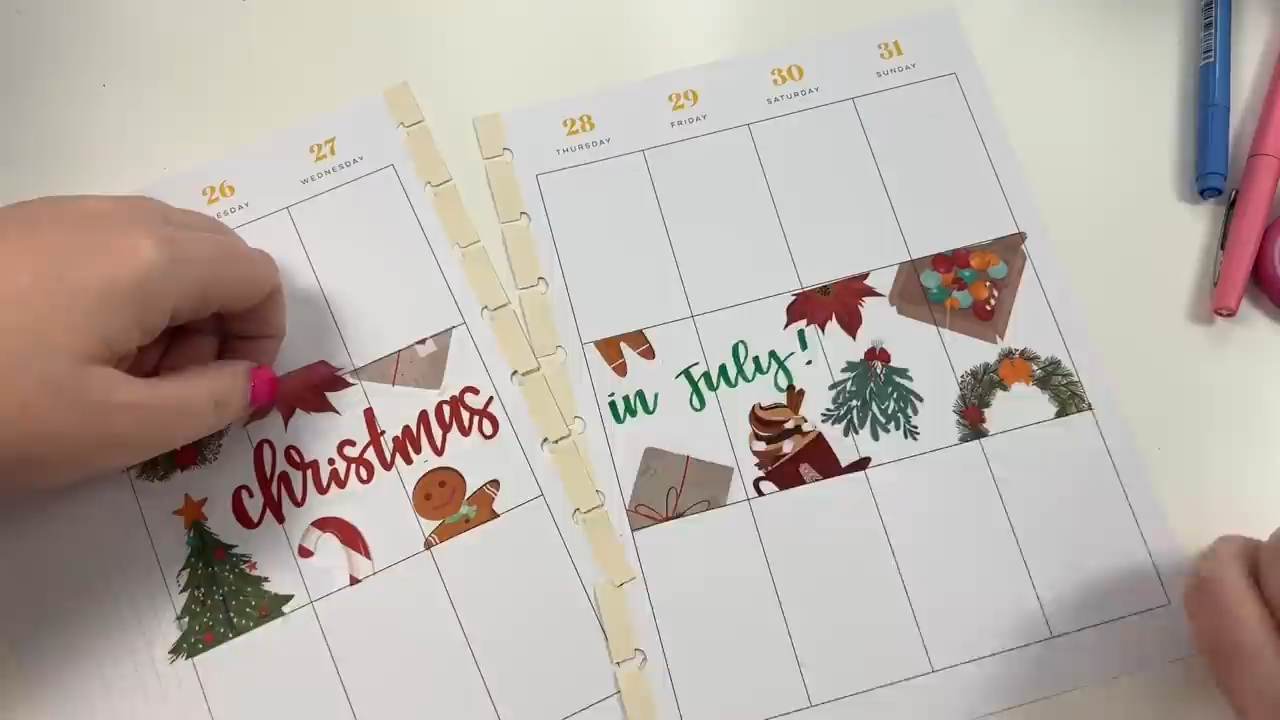 26
27
WEDNESDAY
28
THURSDAY
29
FRIDAY
30
SATURDAY
31
SUNDAY
christmas
in July!